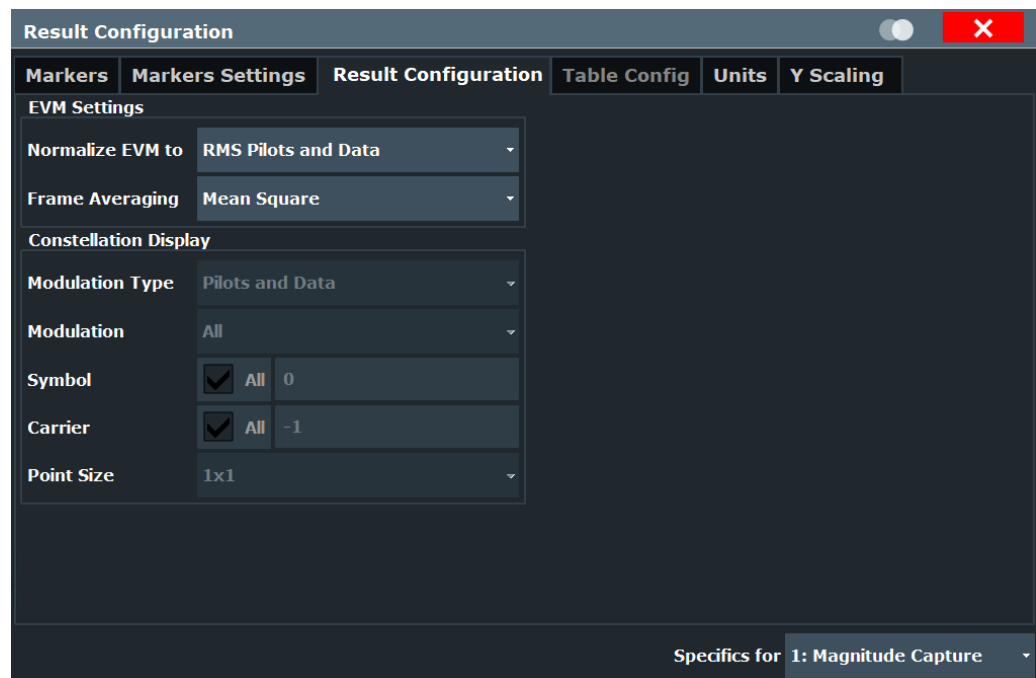 Result Configuration
Markers Markers Settings Result Configuration Table Config Units Y Scaling
EVM Settings
Normalize EVM to RMS Pilots and Data
Frame Averaging Mean Square
Constellation Display
Modulation Type Pilots and Data
Modulation All
Symbol All 0
Carrier All -1
Point Size 1x1
Specifics for 1: Magnitude Capture